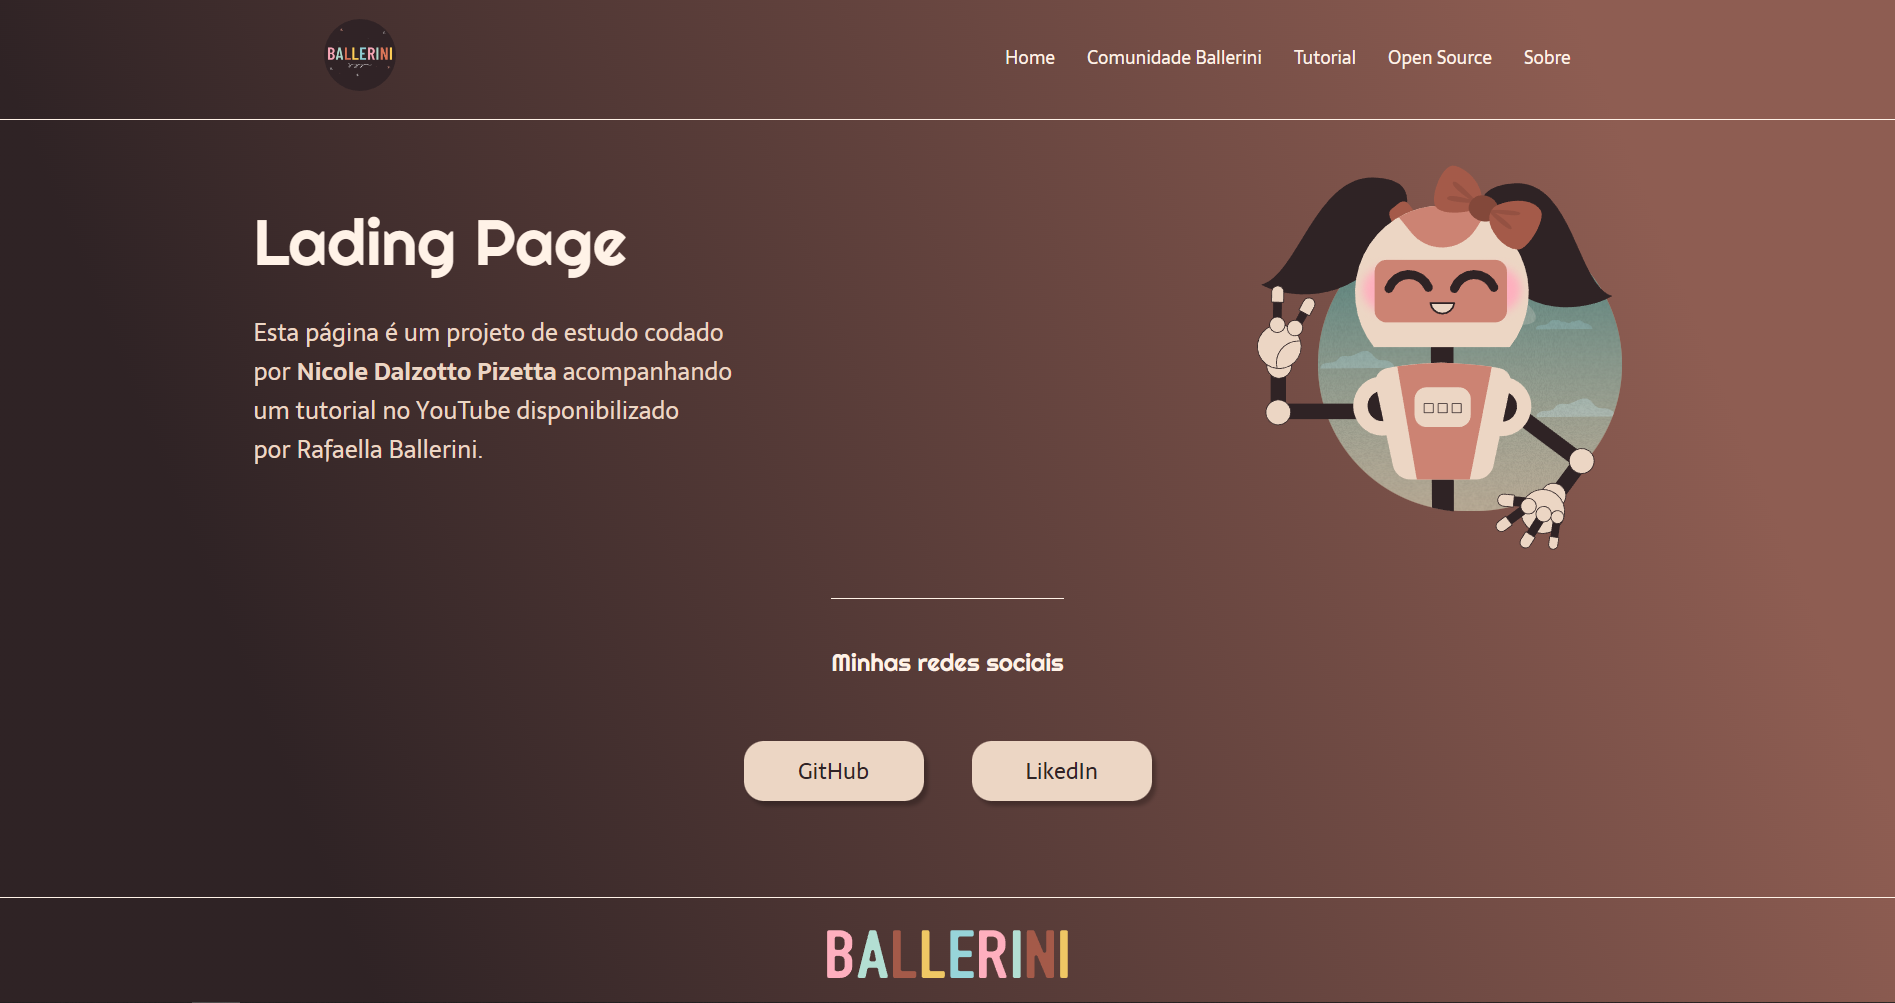 BALLERINI
Home Comunidade Ballerini Tutorial Open Source Sobre
Lading Page
Esta página é um projeto de estudo codado
por Nicole Dalzotto Pizetta acompanhando
um tutorial no YouTube disponibilizado
por Rafaella Ballerini.
Minhas redes sociais
GitHub LikedIn
BALLERINI